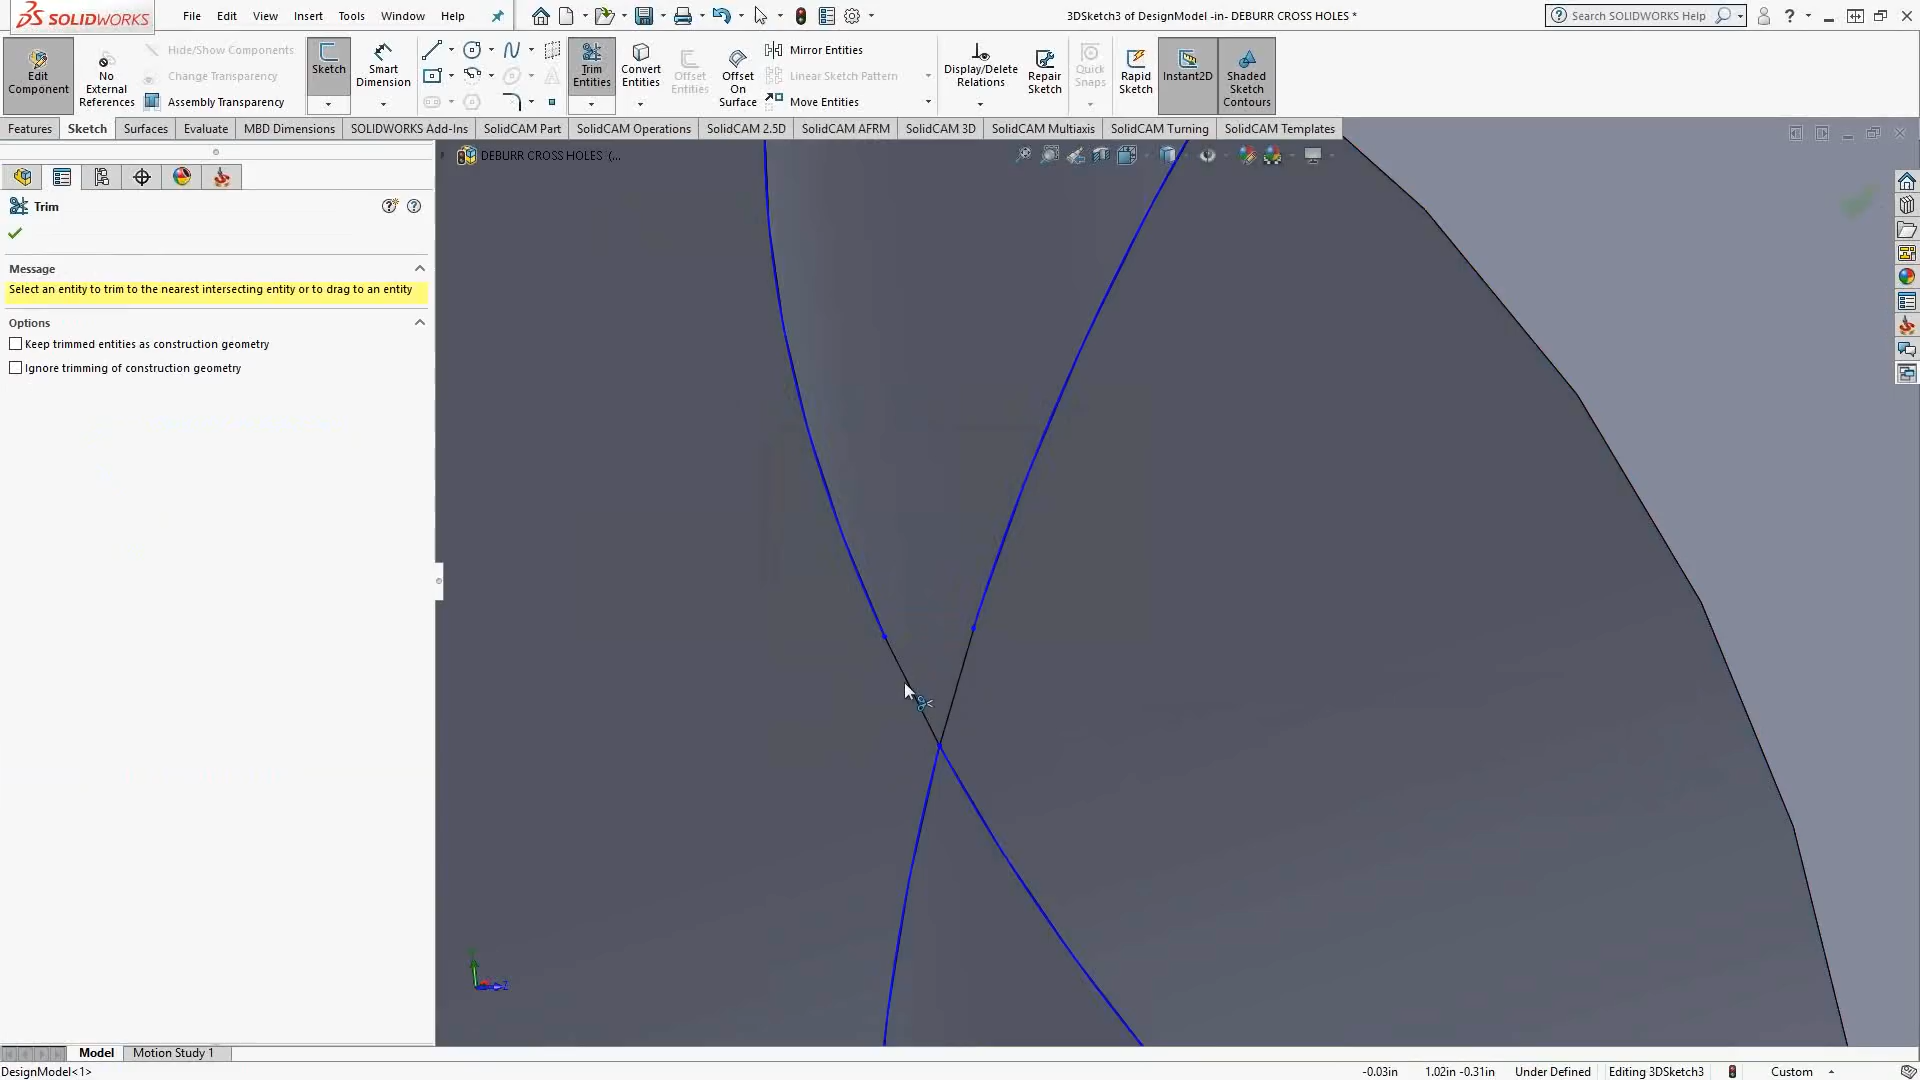 SOLIDWORKS
File Edit View Insert Tools Window Help
3DSketch3 of DesignModel -in- DEBURR CROSS HOLES *
Search SOLIDWORKS Help
Edit Component
No External References
Hide/Show Components
Change Transparency
Assembly Transparency
Sketch
Smart Dimension
Trim Entities
Convert Entities
Offset Entities
Offset On Surface
Mirror Entities
Linear Sketch Pattern
Move Entities
Display/Delete Relations
Repair Sketch
Quick Snaps
Rapid Sketch
Instant2D
Shaded Sketch Contours
Features Sketch Surfaces Evaluate MBD Dimensions SOLIDWORKS Add-Ins SolidCAM Part SolidCAM Operations SolidCAM 2.5D SolidCAM AFRM SolidCAM 3D SolidCAM Multiaxis SolidCAM Turning SolidCAM Templates
DEBURR CROSS HOLES (...
Trim
Message
Select an entity to trim to the nearest intersecting entity or to drag to an entity
Options
Keep trimmed entities as construction geometry
Ignore trimming of construction geometry
Model Motion Study 1
DesignModel<1>
-0.03in 1.02in -0.31in Under Defined Editing 3DSketch3 Custom